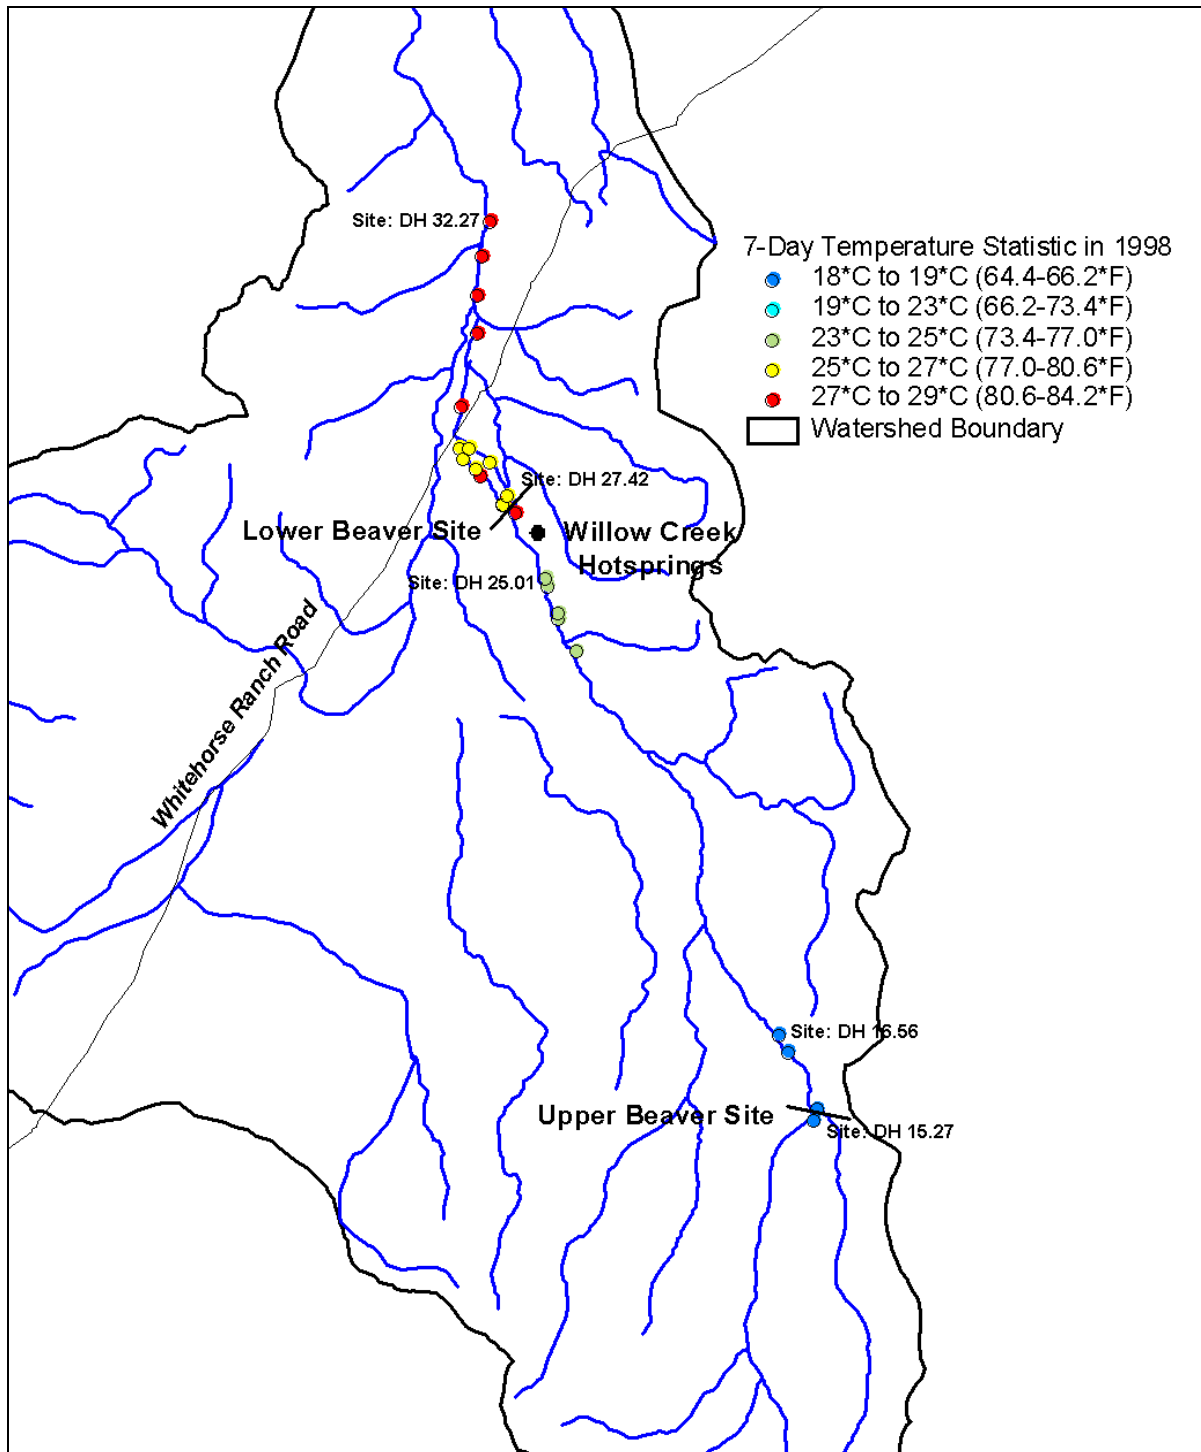 Site: DH 32.27
7-Day Temperature Statistic in 1998
18*C to 19*C (64.4-66.2*F)
19*C to 23*C (66.2-73.4*F)
23*C to 25*C (73.4-77.0*F)
25*C to 27*C (77.0-80.6*F)
27*C to 29*C (80.6-84.2*F)
Watershed Boundary
Site: DH 27.42
Lower Beaver Site
Willow Creek
Hotsprings
Site: DH 25.01
Whitehorse Ranch Road
Site: DH 16.56
Upper Beaver Site
Site: DH 15.27